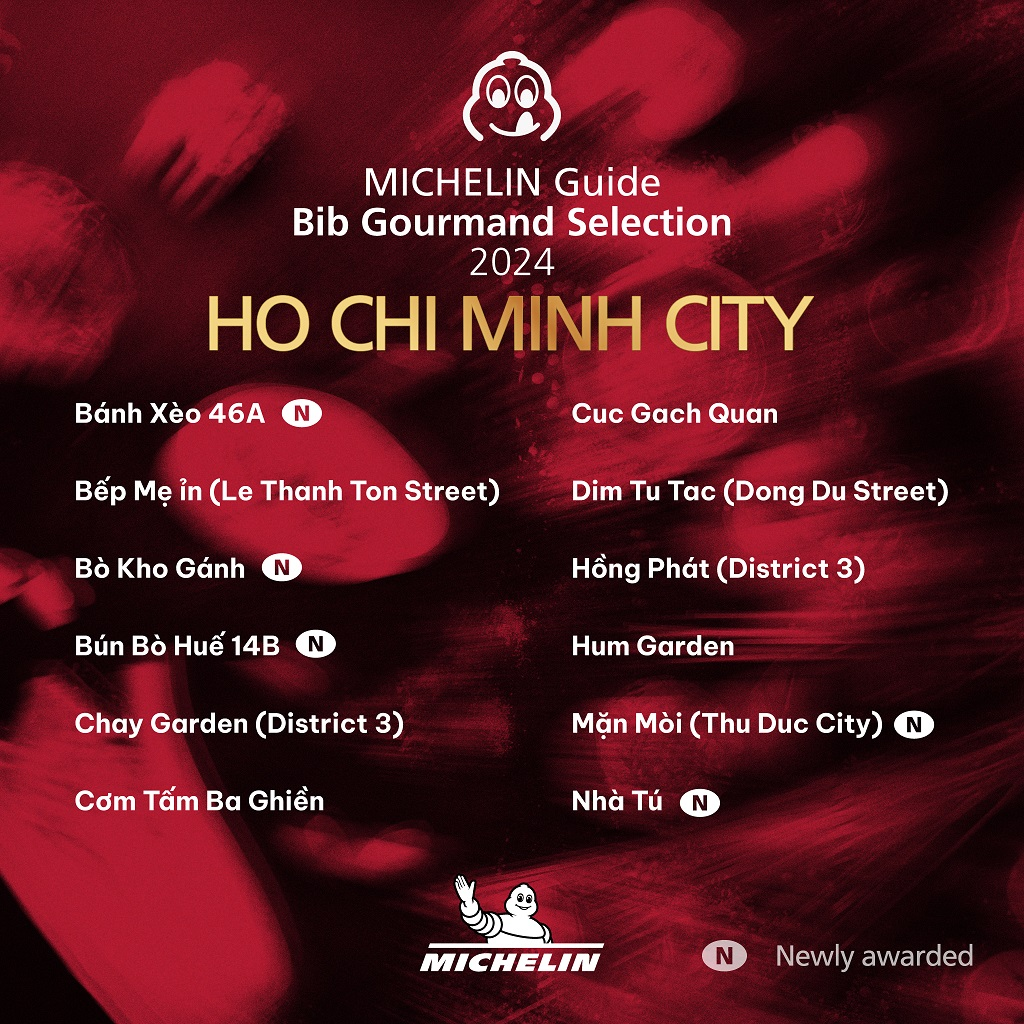 MICHELIN Guide
Bib Gourmand Selection
2024
HO CHI MINH CITY
Bánh Xèo 46A N
Bếp Mẹ ỉn (Le Thanh Ton Street)
Bò Kho Gánh N
Bún Bò Huế 14B N
Chay Garden (District 3)
Cơm Tấm Ba Ghiền
Cuc Gach Quan
Dim Tu Tac (Dong Du Street)
Hồng Phát (District 3)
Hum Garden
Mặn Mòi (Thu Duc City) N
Nhà Tú N
MICHELIN
N Newly awarded